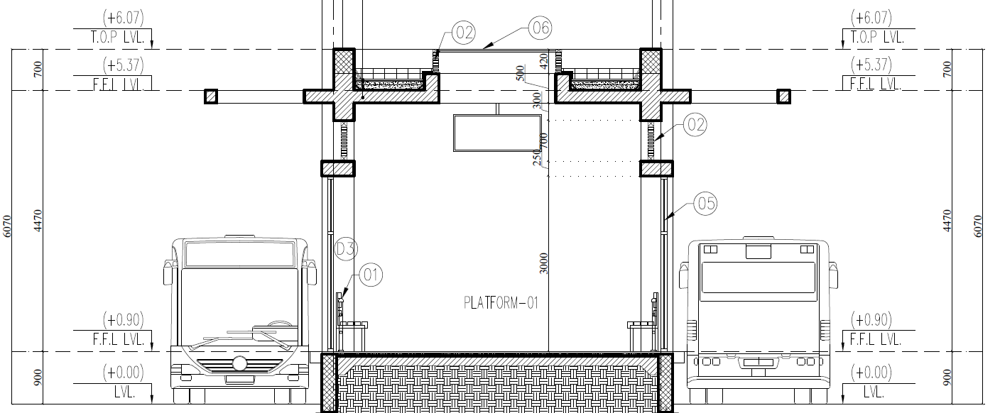 (+6.07)
T.O.P LVL.
02
06
(+6.07)
T.O.P LVL.
700
(+5.37)
F.F.L LVL.
420
500
(+5.37)
F.F.L LVL.
700
300
02
700
250
05
6070
4470
4470
6070
D3
01
3000
PLATFORM-01
(+0.90)
F.F.L LVL.
(+0.90)
F.F.L LVL.
900
(+0.00)
LVL.
(+0.00)
LVL.
900